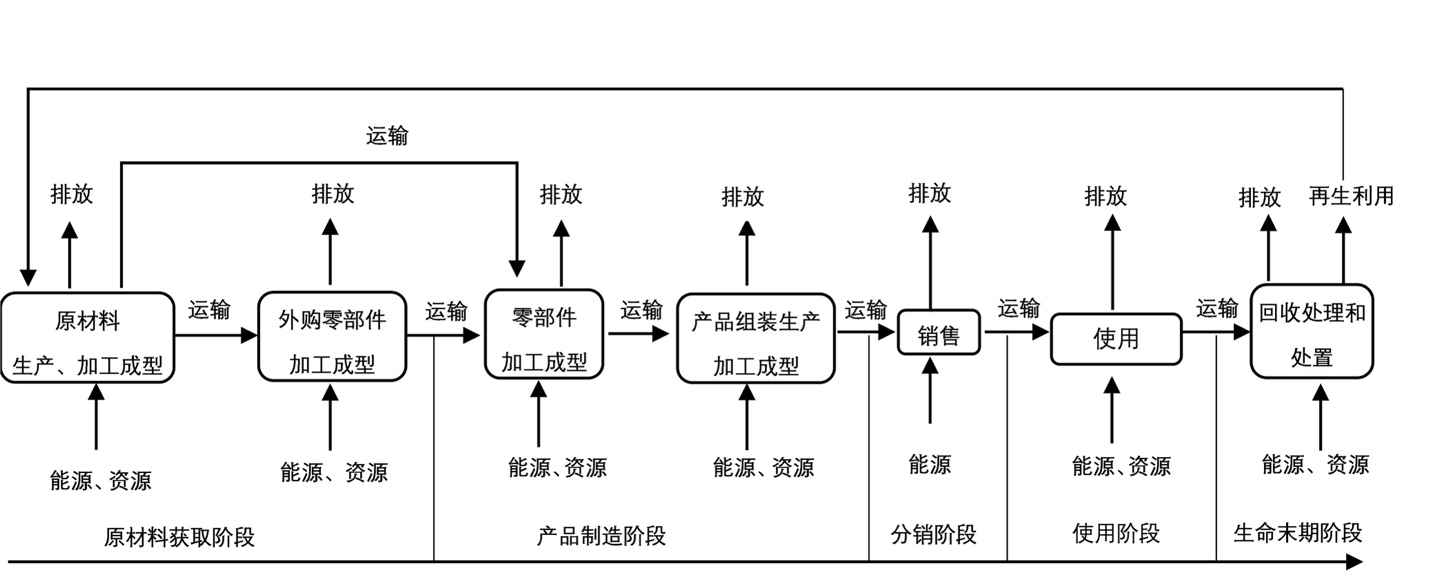 运输
排放
排放
排放
排放
排放
排放
排放
再生利用
原材料
生产、加工成型
运输
外购零部件
加工成型
运输
零部件
加工成型
运输
产品组装生产
加工成型
运输
销售
运输
使用
运输
回收处理和
处置
能源、资源
能源、资源
能源、资源
能源、资源
能源
能源、资源
能源、资源
原材料获取阶段
产品制造阶段
分销阶段
使用阶段
生命末期阶段